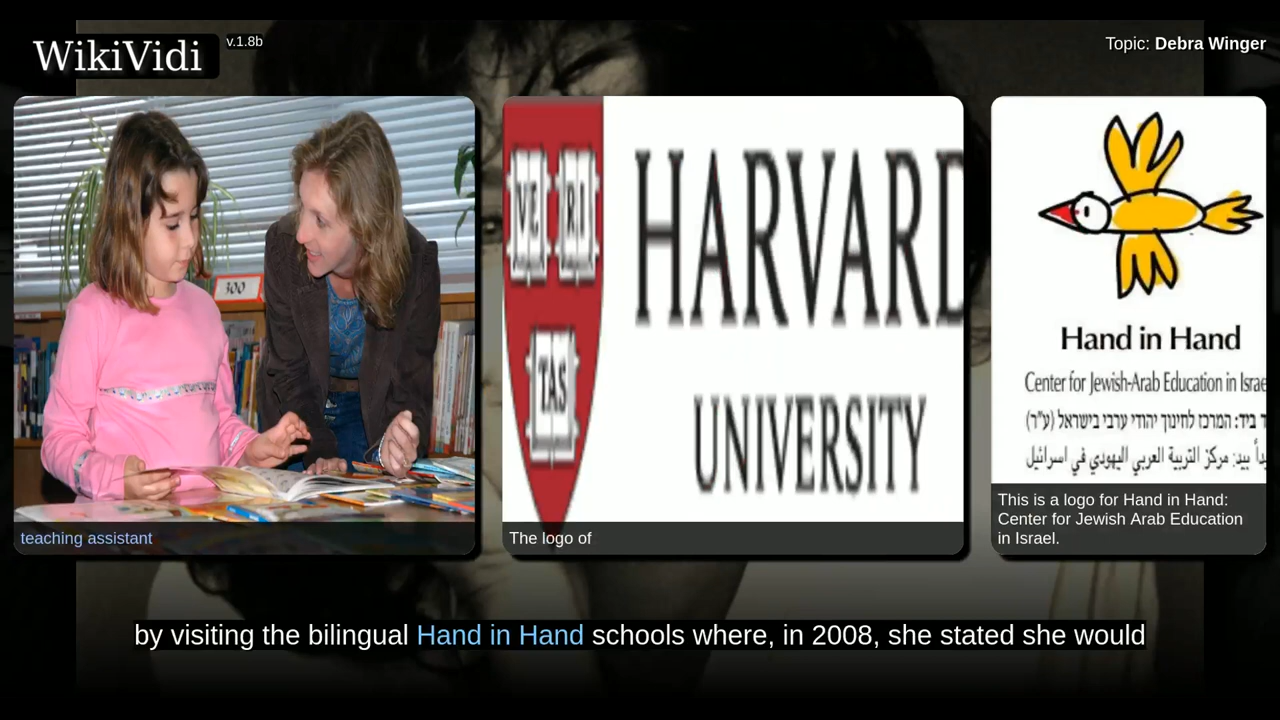 WikiVidi
v.1.8b
Topic: Debra Winger
300
teaching assistant
VE RI
TAS
HARVARD
UNIVERSITY
The logo of
Hand in Hand
Center for Jewish-Arab Education in Israe
ביד: המרכז לחינוך יהודי ערבי בישראל (ע"ר)
بيد: مركز التربية العربي اليهودي في اسرائيل
This is a logo for Hand in Hand:
Center for Jewish Arab Education
in Israel.
by visiting the bilingual Hand in Hand schools where, in 2008, she stated she would